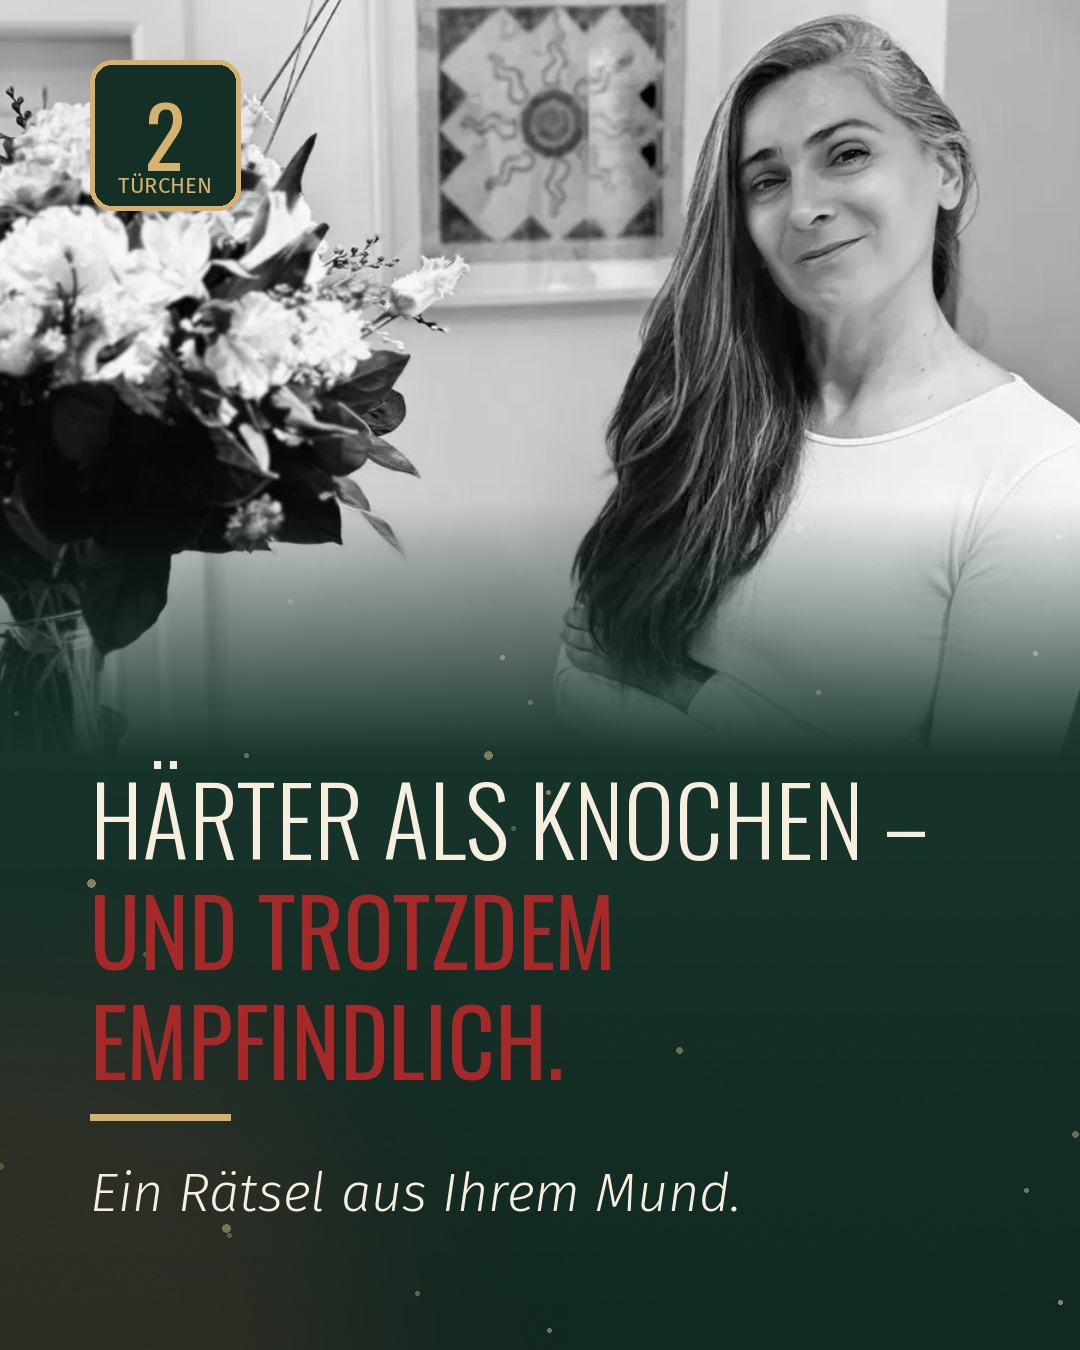 2
TÜRCHEN
HÄRTER ALS KNOCHEN –
UND TROTZDEM
EMPFINDLICH.
Ein Rätsel aus Ihrem Mund.